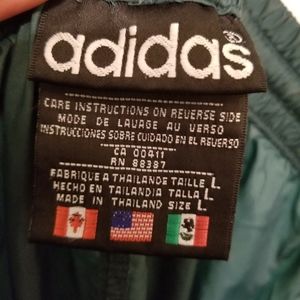 adidas
CARE INSTRUCTIONS ON REVERSE SIDE
MODE DE LAVAGE AU VERSO
INSTRUCCIONES SOBRE CUIDADO EN EL REVERSO
CA 00411
RN 88387
FABRIQUE A THAILANDE TAILLE L
HECHO EN TAILANDIA TALLA L
MADE IN THAILAND SIZE L